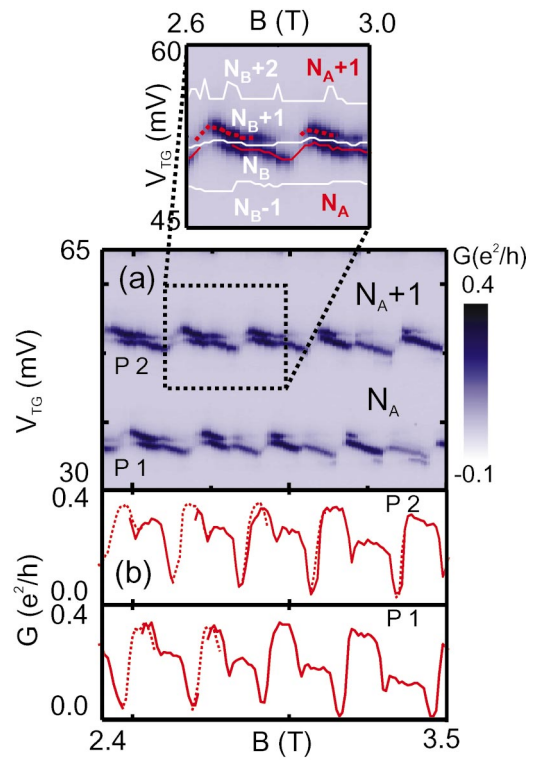 2.6 B (T) 3.0
60
V_TG (mV)
45
N_B+2 N_A+1
N_B+1
N_B
N_B-1 N_A
65
V_TG (mV)
30
(a)
N_A+1
P 2
N_A
P 1
G(e²/h)
0.4
-0.1
0.4
P 2
0.0
(b)
G (e²/h)
0.4
P 1
0.0
2.4 B (T) 3.5